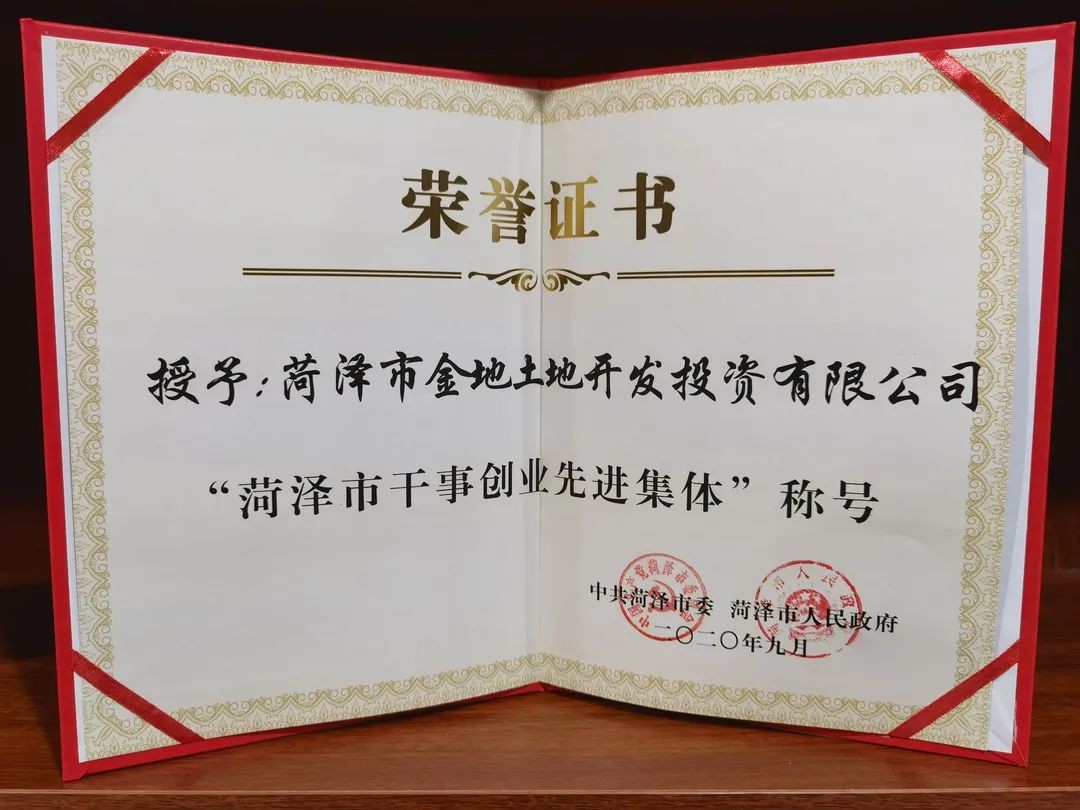 荣誉证书
授予:菏泽市金地土地开发投资有限公司
“菏泽市干事创业先进集体”称号
中共菏泽市委 菏泽市人民政府
二〇二〇年九月